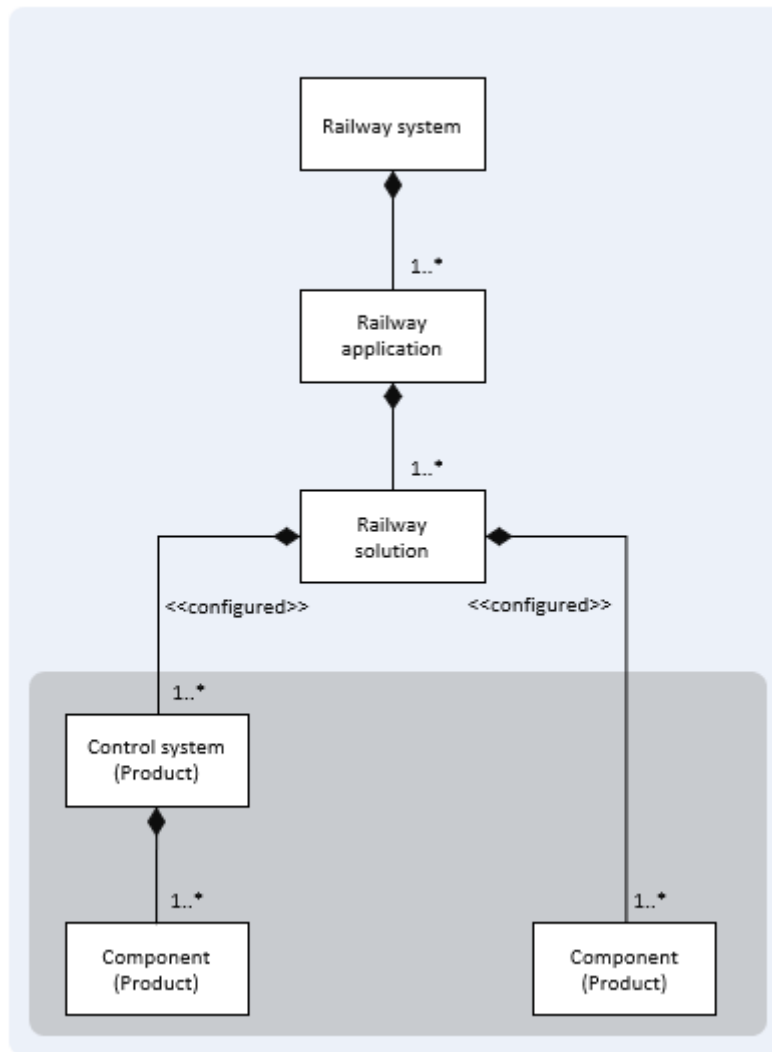 Railway system
1..*
Railway
application
1..*
Railway
solution
<<configured>>
<<configured>>
1..*
Control system
(Product)
1..*
1..*
Component
(Product)
Component
(Product)